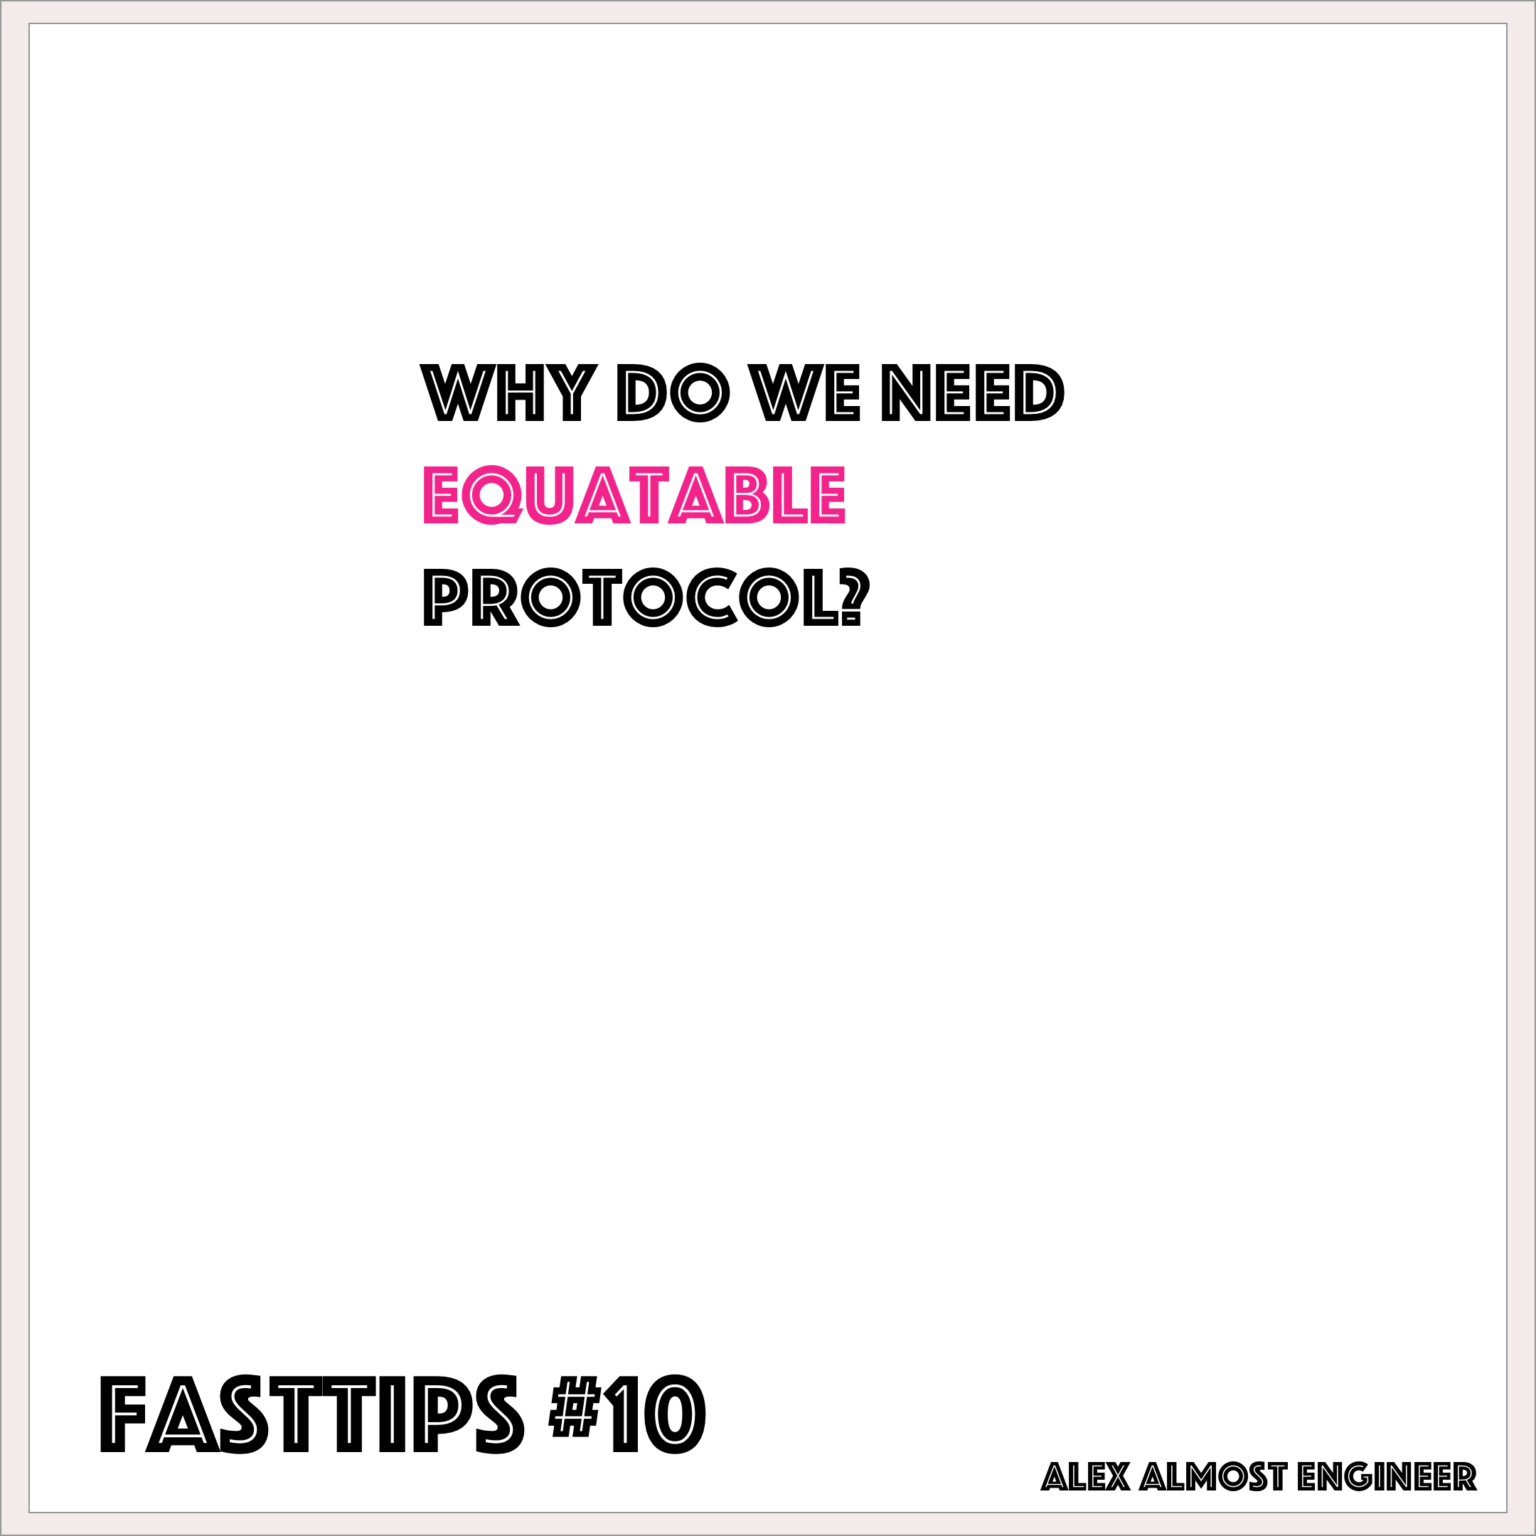 WHY DO WE NEED
EQUATABLE
PROTOCOL?
FASTTIPS #10
ALEX ALMOST ENGINEER